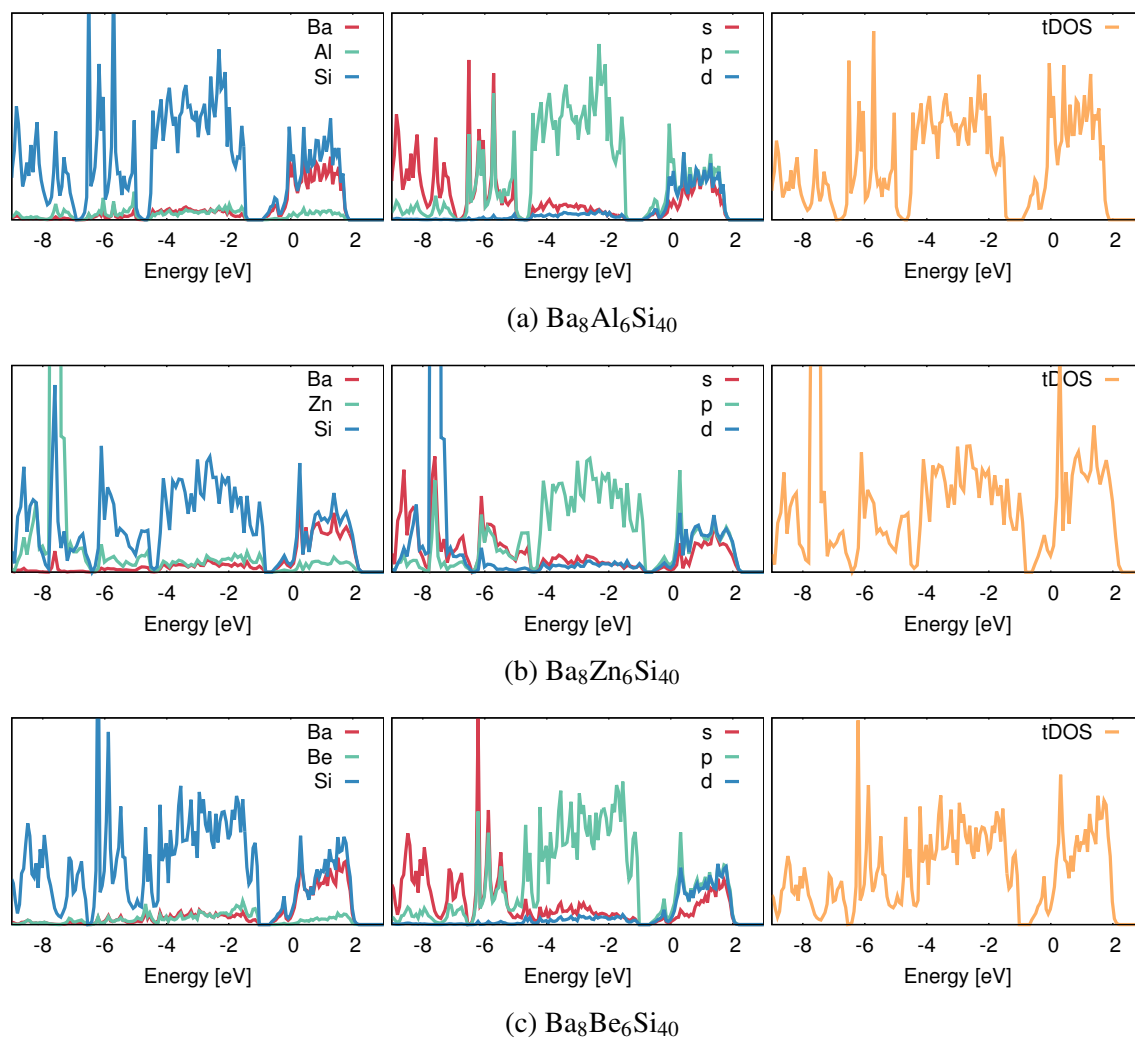 Ba
Al
Si
s
p
d
tDOS
-8 -6 -4 -2 0 2 -8 -6 -4 -2 0 2 -8 -6 -4 -2 0 2
Energy [eV] Energy [eV] Energy [eV]
(a) Ba₈Al₆Si₄₀
Ba
Zn
Si
s
p
d
tDOS
-8 -6 -4 -2 0 2 -8 -6 -4 -2 0 2 -8 -6 -4 -2 0 2
Energy [eV] Energy [eV] Energy [eV]
(b) Ba₈Zn₆Si₄₀
Ba
Be
Si
s
p
d
tDOS
-8 -6 -4 -2 0 2 -8 -6 -4 -2 0 2 -8 -6 -4 -2 0 2
Energy [eV] Energy [eV] Energy [eV]
(c) Ba₈Be₆Si₄₀